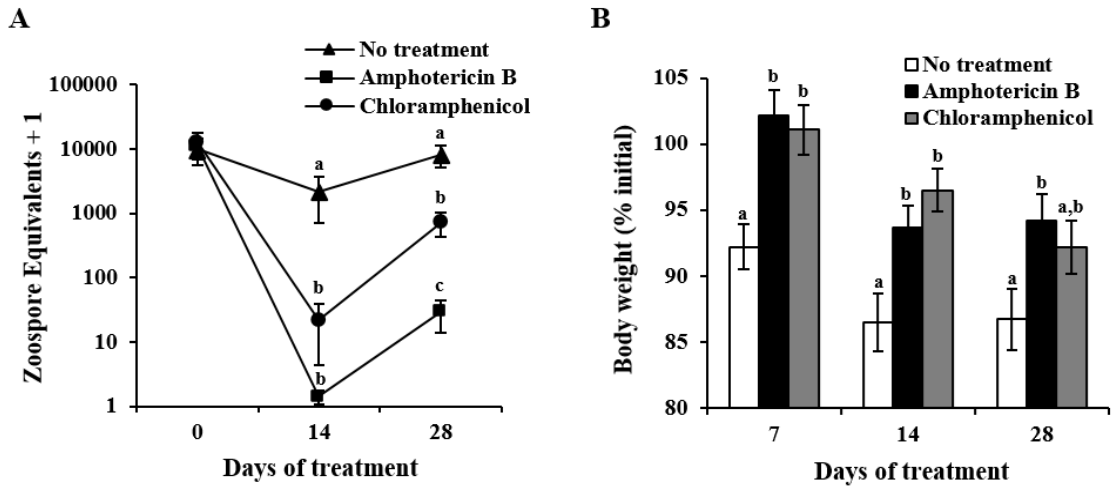 A
No treatment
Amphotericin B
Chloramphenicol
100000
10000
1000
100
10
1
Zoospore Equivalents + 1
a
a
b
b
b
c
0
14
28
Days of treatment
B
No treatment
Amphotericin B
Chloramphenicol
105
100
95
90
85
80
Body weight (% initial)
a
b
b
a
b
b
a
b
a,b
7
14
28
Days of treatment